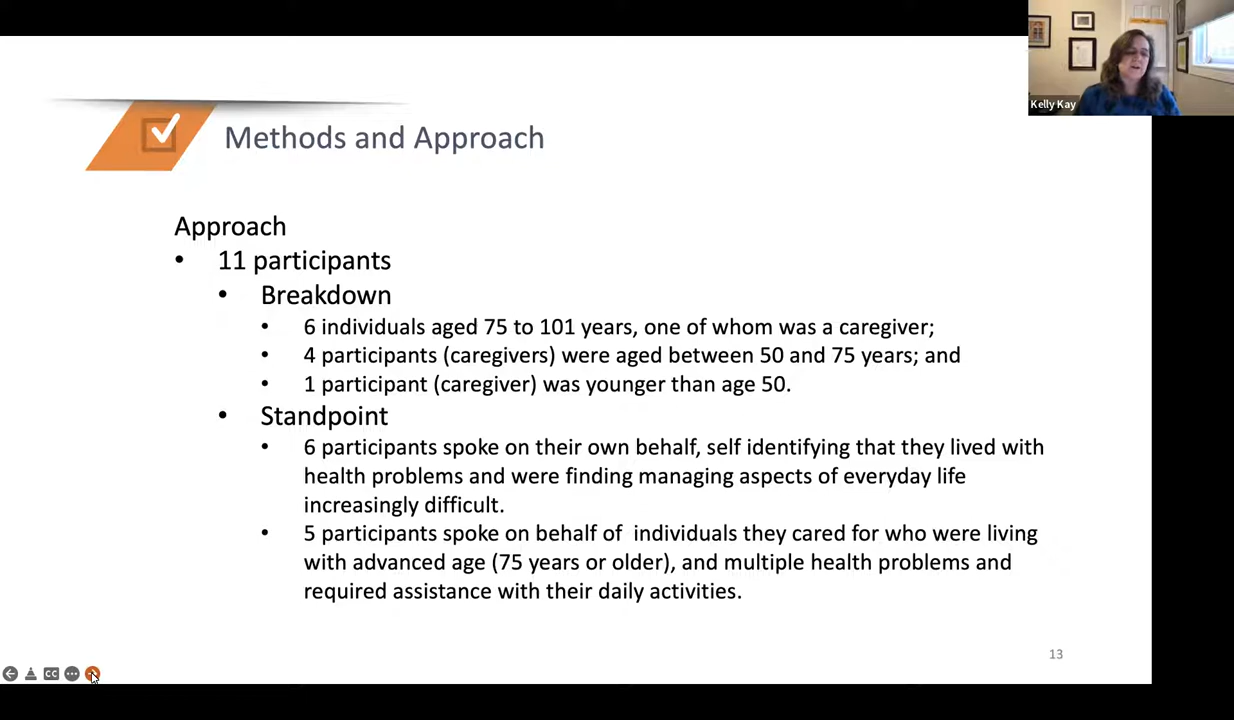 Kelly Kay
Methods and Approach
Approach
• 11 participants
• Breakdown
• 6 individuals aged 75 to 101 years, one of whom was a caregiver;
• 4 participants (caregivers) were aged between 50 and 75 years; and
• 1 participant (caregiver) was younger than age 50.
• Standpoint
• 6 participants spoke on their own behalf, self identifying that they lived with
health problems and were finding managing aspects of everyday life
increasingly difficult.
• 5 participants spoke on behalf of individuals they cared for who were living
with advanced age (75 years or older), and multiple health problems and
required assistance with their daily activities.
13
CC